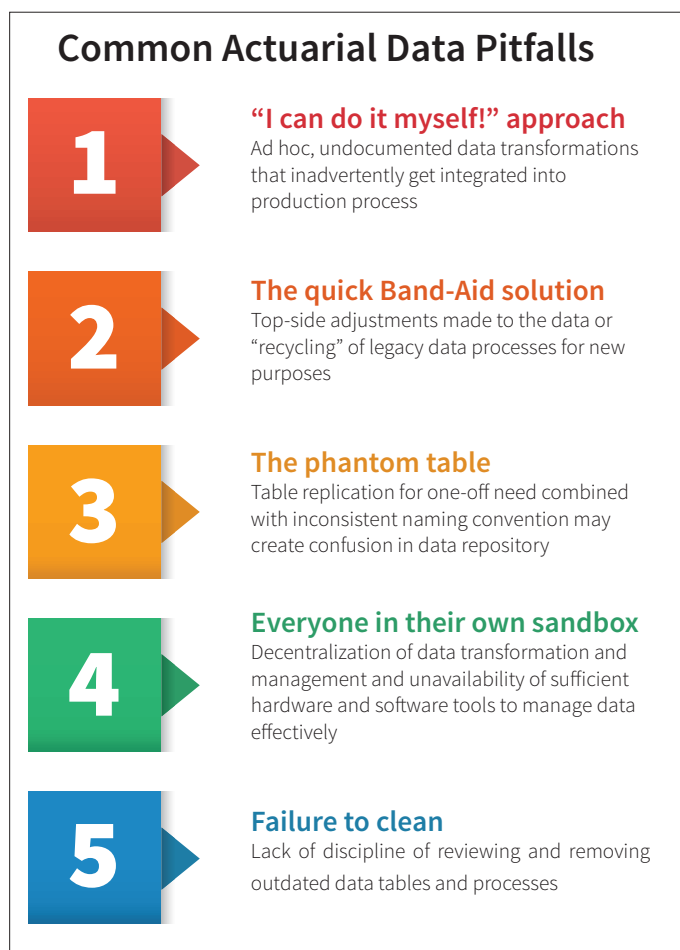 Common Actuarial Data Pitfalls
1
“I can do it myself!” approach
Ad hoc, undocumented data transformations
that inadvertently get integrated into
production process
2
The quick Band-Aid solution
Top-side adjustments made to the data or
“recycling” of legacy data processes for new
purposes
3
The phantom table
Table replication for one-off need combined
with inconsistent naming convention may
create confusion in data repository
4
Everyone in their own sandbox
Decentralization of data transformation and
management and unavailability of sufficient
hardware and software tools to manage data
effectively
5
Failure to clean
Lack of discipline of reviewing and removing
outdated data tables and processes